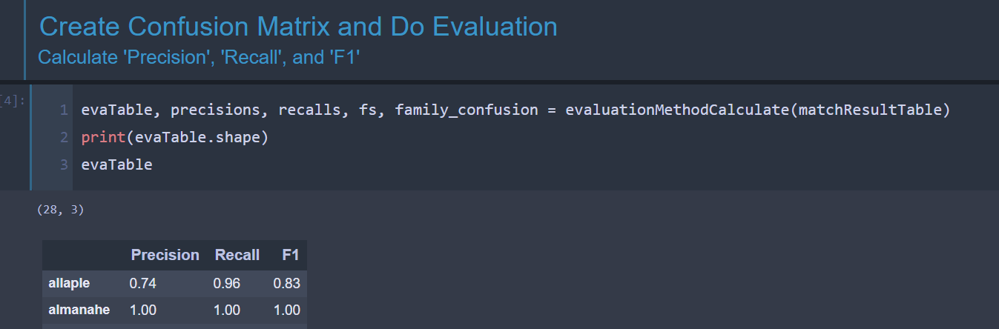 Create Confusion Matrix and Do Evaluation
Calculate 'Precision', 'Recall', and 'F1'
[4]:
1 evaTable, precisions, recalls, fs, family_confusion = evaluationMethodCalculate(matchResultTable)
2 print(evaTable.shape)
3 evaTable
(28, 3)
Precision Recall F1
allaple 0.74 0.96 0.83
almanahe 1.00 1.00 1.00